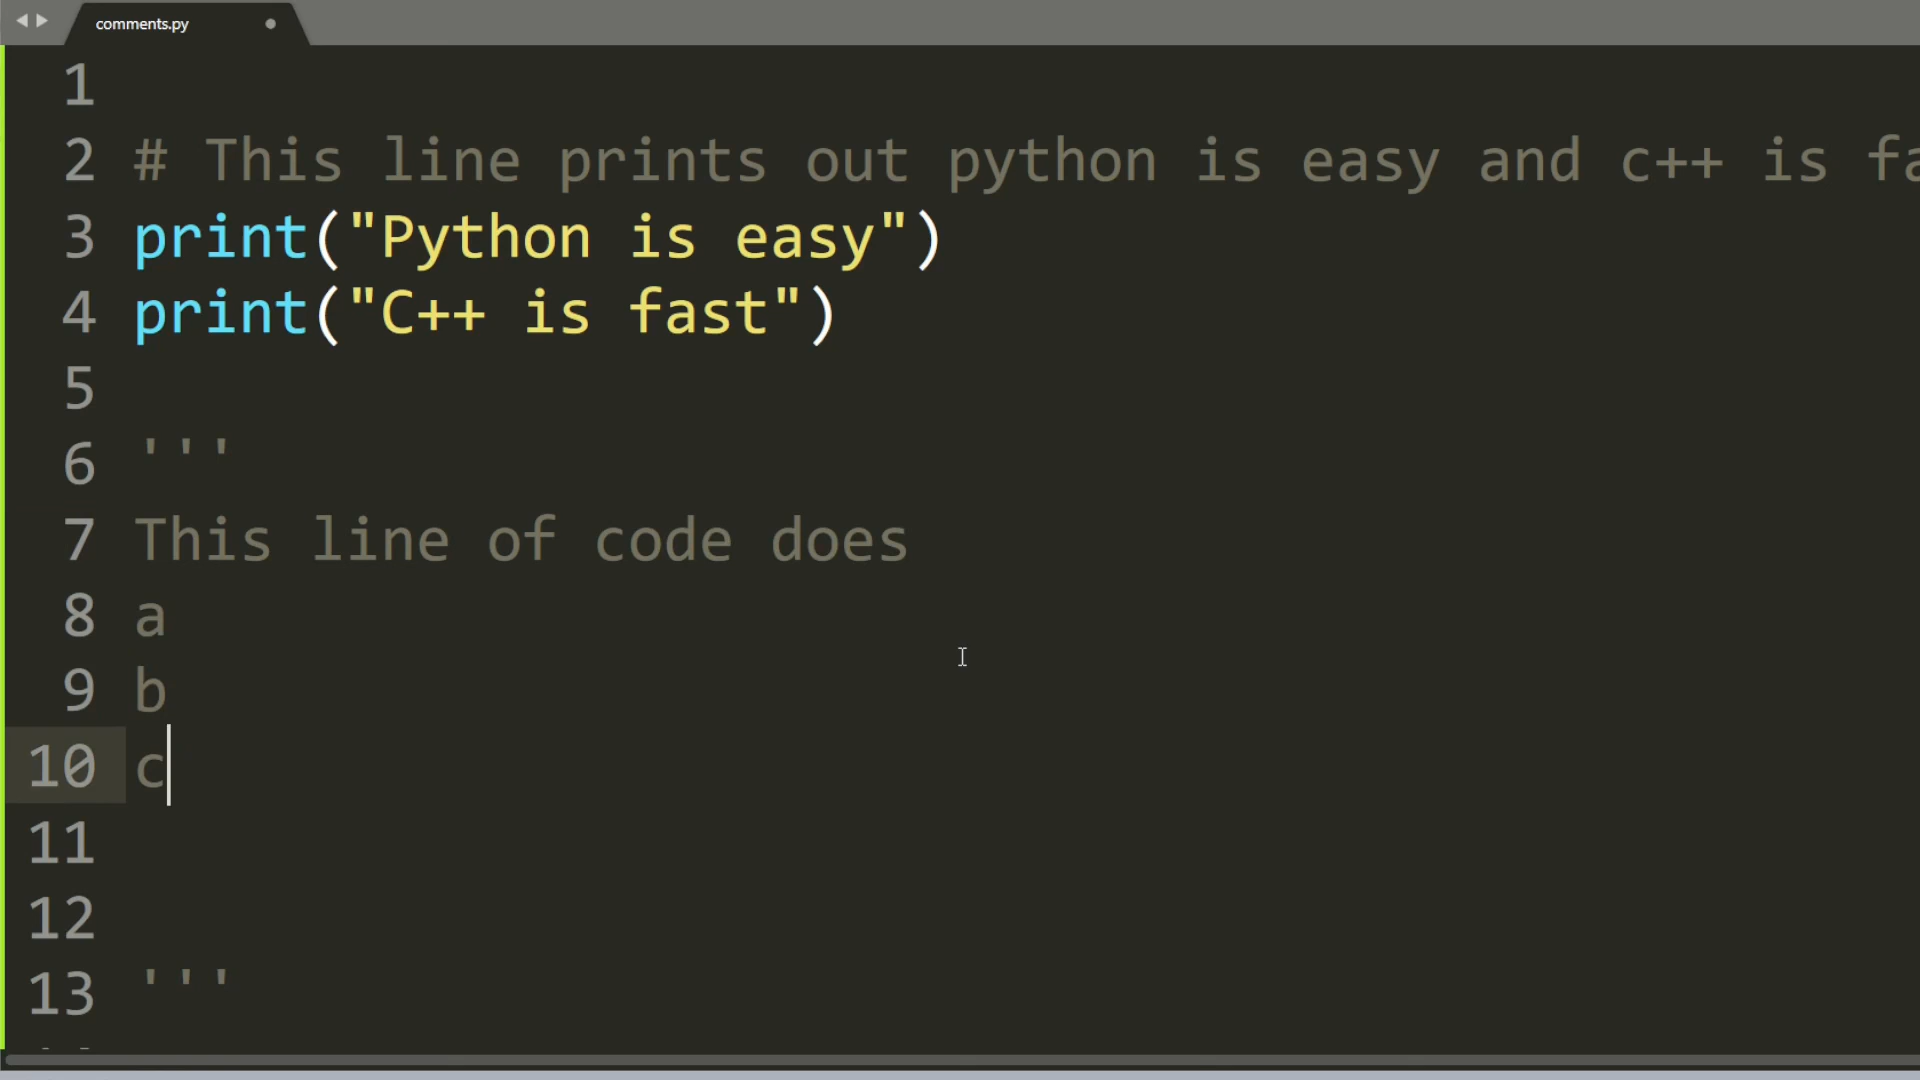 comments.py
1
2 # This line prints out python is easy and c++ is fa
3 print("Python is easy")
4 print("C++ is fast")
5
6 '''
7 This line of code does
8 a
9 b
10 c
11
12
13 '''